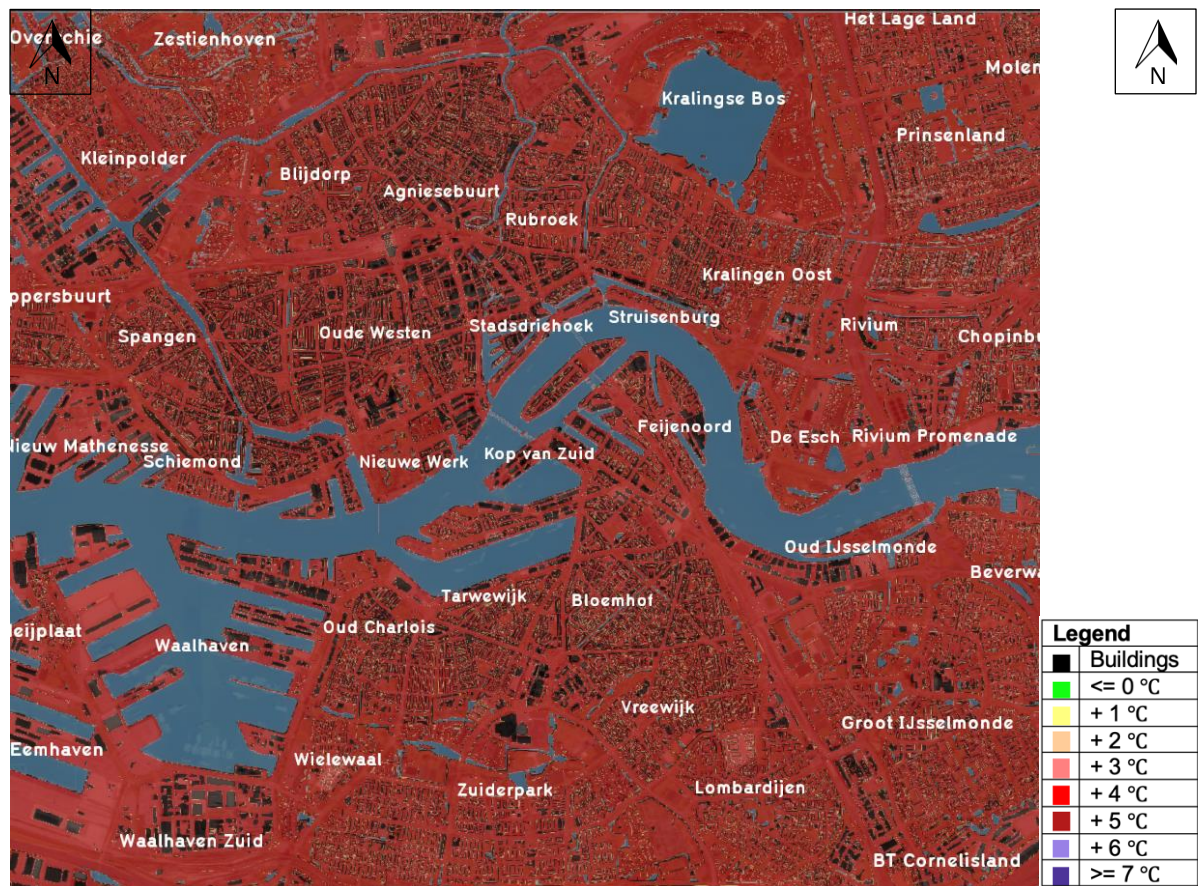 Overschie
Zestienhoven
Het Lage Land
N
N
Molen
Kralingse Bos
Prinsenland
Kleinpolder
Blijdorp
Agniesebuurt
Rubroek
Kralingen Oost
ppersbuurt
Spangen
Oude Westen
Stadsdriehoek
Struisenburg
Rivium
Chopinbu
Feijenoord
De Esch
Rivium Promenade
Nieuw Mathenesse
Schiemond
Nieuwe Werk
Kop van Zuid
Oud IJsselmonde
Beverwa
Tarwewijk
Bloemhof
Oud Charlois
eijplaat
Waalhaven
Vreewijk
Groot IJsselmonde
Eemhaven
Wielewaal
Zuiderpark
Lombardijen
Waalhaven Zuid
BT Cornelisland
Legend
Buildings
<= 0 °C
+ 1 °C
+ 2 °C
+ 3 °C
+ 4 °C
+ 5 °C
+ 6 °C
>= 7 °C